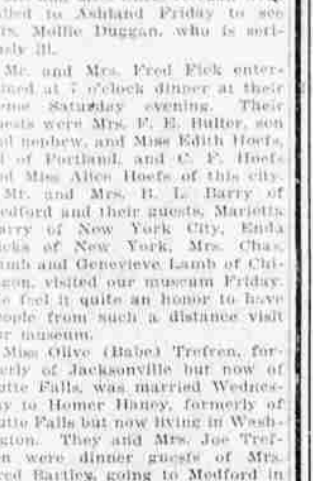 lled to Ashland Friday to see
rs. Mollie Duggan, who is seri-
usly ill.
Mr. and Mrs. Fred Fick enter-
ined at 7 o'clock dinner at their
ome Saturday evening. Their
uests were Mrs. F. E. Bulter, son
nd nephew, and Miss Edith Hoefs,
ll of Portland, and C. F. Hoefs
nd Miss Alice Hoefs of this city.
Mr. and Mrs. B. L. Barry of
edford and their guests, Marietta
arry of New York City, Enda
icks of New York, Mrs. Chas.
amb and Genevieve Lamb of Chi-
agon, visited our museum Friday.
e feel it quite an honor to have
eople from such a distance visit
ur museum.
Miss Olive (Babe) Trefren, for-
erly of Jacksonville but now of
utte Falls, was married Wednes-
ay to Homer Haney, formerly of
utte Falls but now living in Wash-
gton. They and Mrs. Joe Tref-
en were dinner guests of Mrs.
red Bartley, going to Medford in